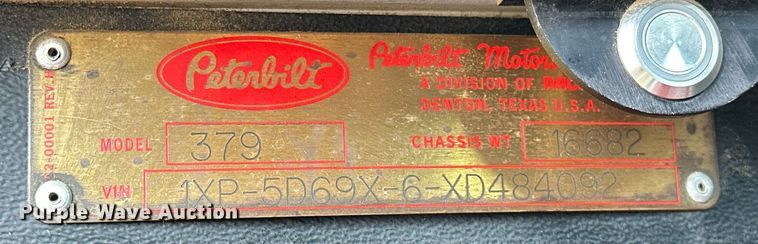 Peterbilt
Peterbilt Motors
A DIVISION OF
DENTON, TEXAS U.S.A.
MODEL 379 CHASSIS WT 16682
VIN 1XP-5D69X-6-XD484092
Purple Wave Auction